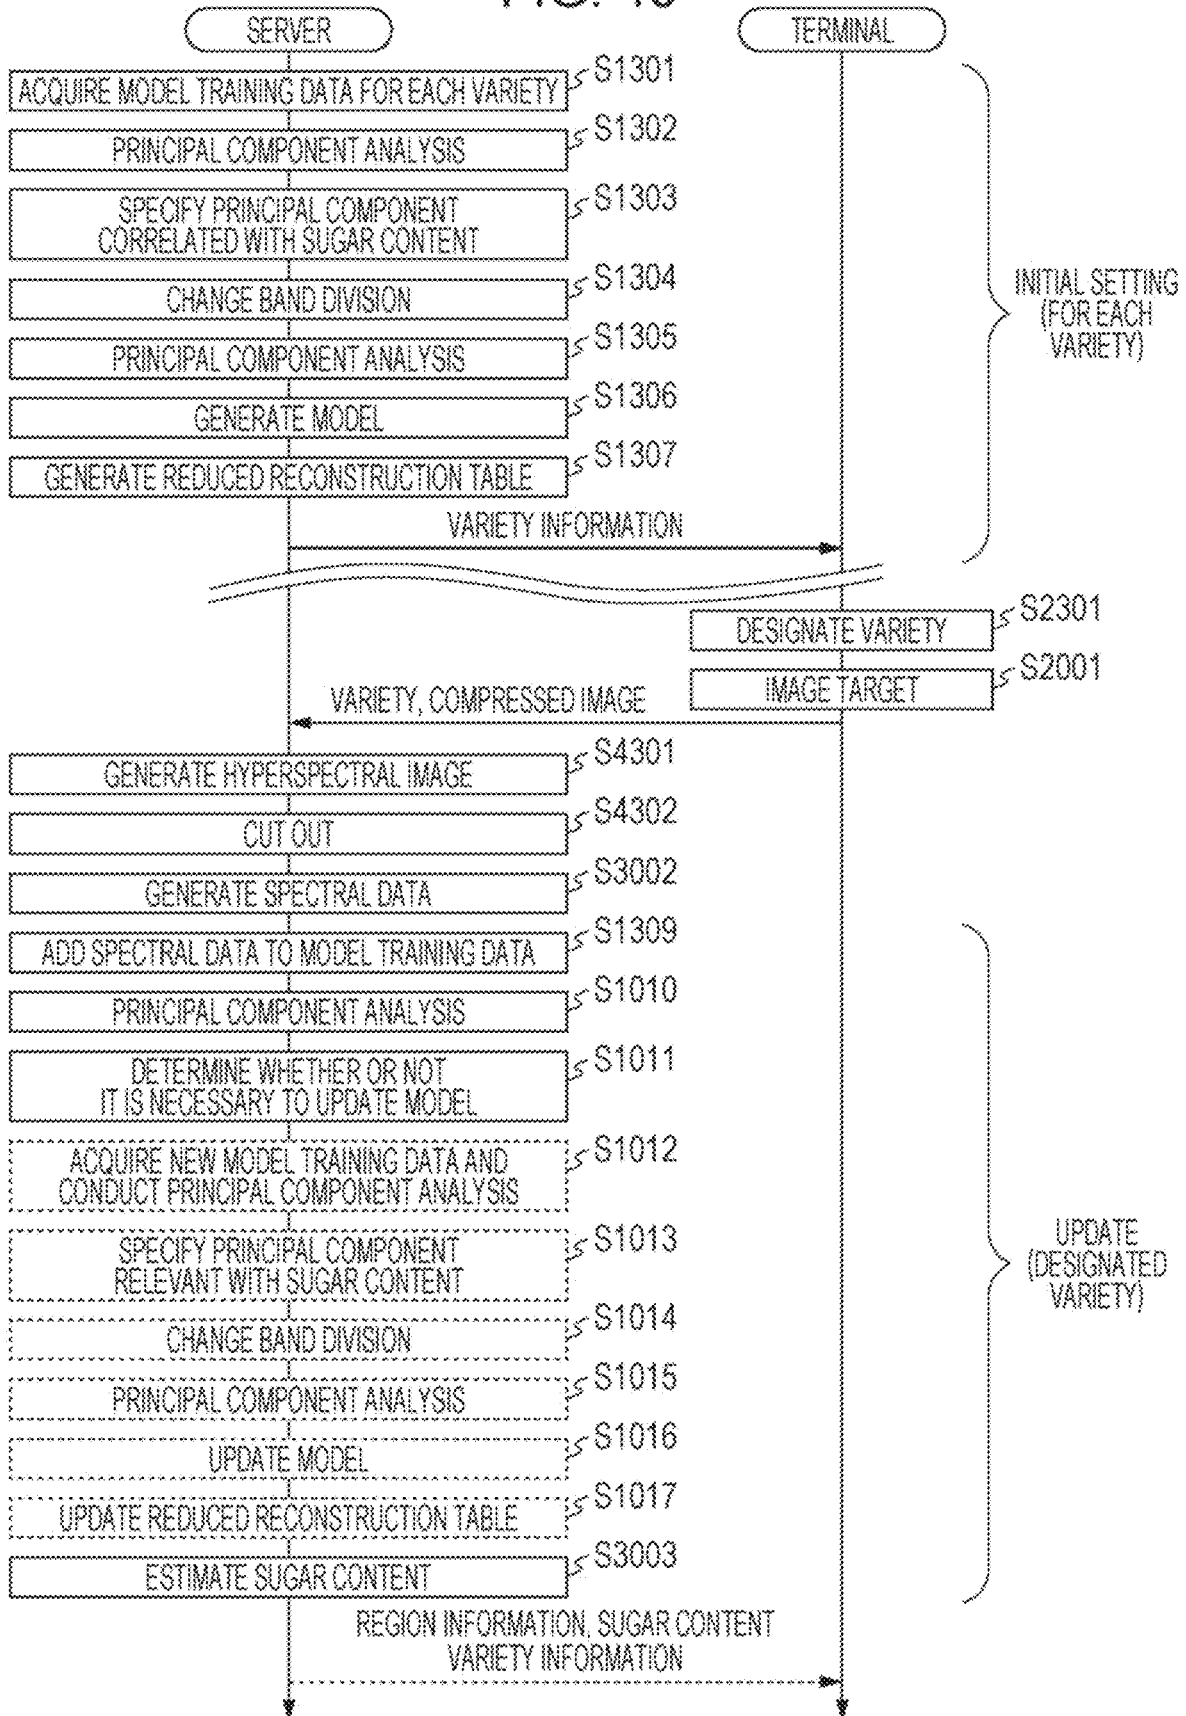 SERVER
TERMINAL
ACQUIRE MODEL TRAINING DATA FOR EACH VARIETY
S1301
PRINCIPAL COMPONENT ANALYSIS
S1302
SPECIFY PRINCIPAL COMPONENT
CORRELATED WITH SUGAR CONTENT
S1303
CHANGE BAND DIVISION
S1304
PRINCIPAL COMPONENT ANALYSIS
S1305
GENERATE MODEL
S1306
GENERATE REDUCED RECONSTRUCTION TABLE
S1307
INITIAL SETTING
(FOR EACH
VARIETY)
VARIETY INFORMATION
DESIGNATE VARIETY
S2301
IMAGE TARGET
S2001
VARIETY, COMPRESSED IMAGE
GENERATE HYPERSPECTRAL IMAGE
S4301
CUT OUT
S4302
GENERATE SPECTRAL DATA
S3002
ADD SPECTRAL DATA TO MODEL TRAINING DATA
S1309
PRINCIPAL COMPONENT ANALYSIS
S1010
DETERMINE WHETHER OR NOT
IT IS NECESSARY TO UPDATE MODEL
S1011
ACQUIRE NEW MODEL TRAINING DATA AND
CONDUCT PRINCIPAL COMPONENT ANALYSIS
S1012
SPECIFY PRINCIPAL COMPONENT
RELEVANT WITH SUGAR CONTENT
S1013
CHANGE BAND DIVISION
S1014
PRINCIPAL COMPONENT ANALYSIS
S1015
UPDATE MODEL
S1016
UPDATE REDUCED RECONSTRUCTION TABLE
S1017
ESTIMATE SUGAR CONTENT
S3003
UPDATE
(DESIGNATED
VARIETY)
REGION INFORMATION, SUGAR CONTENT
VARIETY INFORMATION